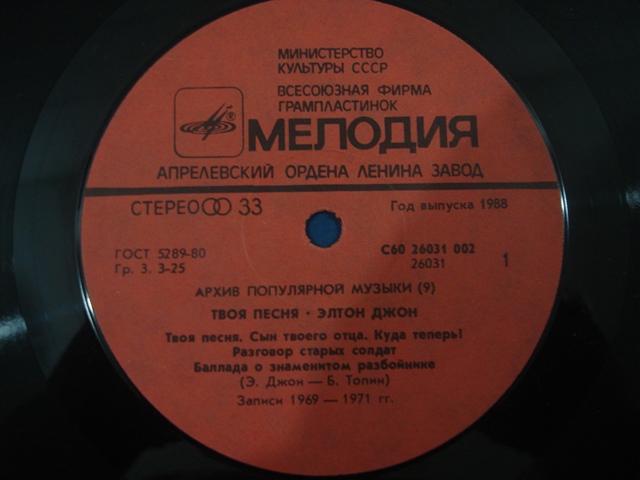 МИНИСТЕРСТВО
КУЛЬТУРЫ СССР
ВСЕСОЮЗНАЯ ФИРМА
ГРАМПЛАСТИНОК
®
МЕЛОДИЯ
АПРЕЛЕВСКИЙ ОРДЕНА ЛЕНИНА ЗАВОД
СТЕРЕО 33
Год выпуска 1988
ГОСТ 5289-80
Гр. 3. 3-25
С60 26031 002
26031
1
АРХИВ ПОПУЛЯРНОЙ МУЗЫКИ (9)
ТВОЯ ПЕСНЯ · ЭЛТОН ДЖОН
Твоя песня. Сын твоего отца. Куда теперь!
Разговор старых солдат
Баллада о знаменитом разбойнике
(Э. Джон — Б. Топин)
Записи 1969 — 1971 гг.